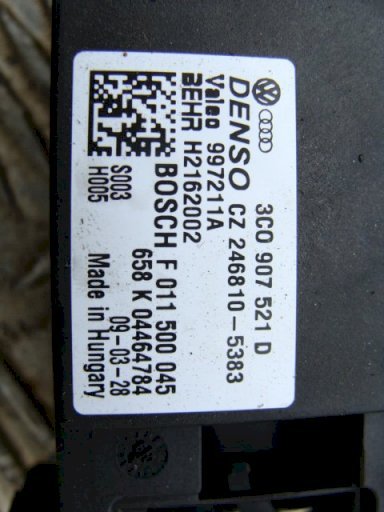 3C0 907 521 D
DENSO CZ 246810-5383
Valeo 997211A
BEHR H2162002
BOSCH F 011 500 045
S003 658 K 04464784
H005 09-03-28
Made in Hungary